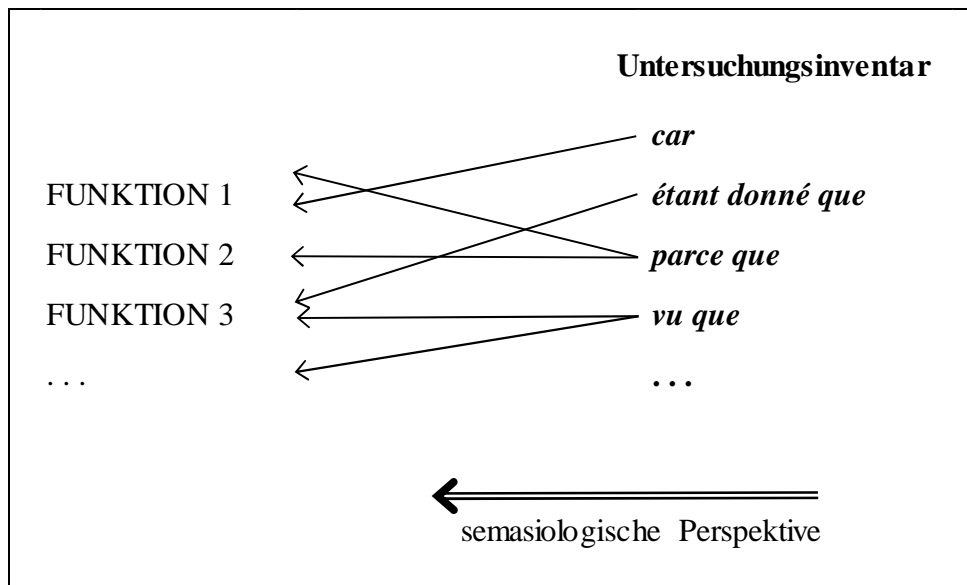 Untersuchungsinventar
car
FUNKTION 1 étant donné que
FUNKTION 2 parce que
FUNKTION 3 vu que
. . . . . .
semasiologische Perspektive